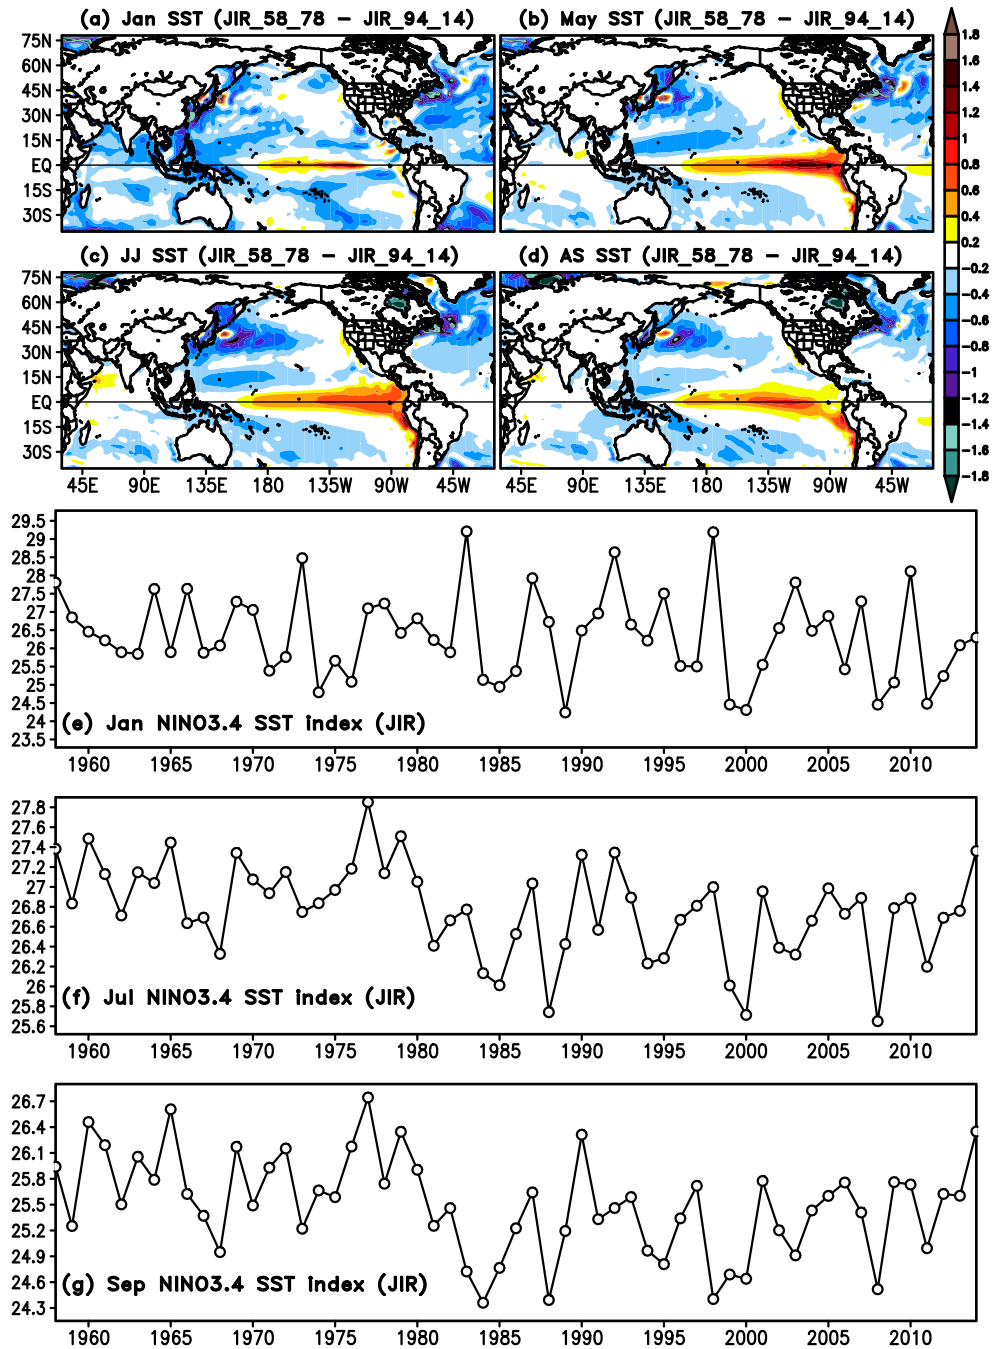 (a) Jan SST (JIR_58_78 − JIR_94_14)
(b) May SST (JIR_58_78 − JIR_94_14)
75N
60N
45N
30N
15N
EQ
15S
30S
1.8
1.6
1.4
1.2
1
0.8
0.6
0.4
0.2
−0.2
−0.4
−0.6
−0.8
−1
−1.2
−1.4
−1.6
−1.8
(c) JJ SST (JIR_58_78 − JIR_94_14)
(d) AS SST (JIR_58_78 − JIR_94_14)
75N
60N
45N
30N
15N
EQ
15S
30S
45E 90E 135E 180 135W 90W 45W
45E 90E 135E 180 135W 90W 45W
29.5
29
28.5
28
27.5
27
26.5
26
25.5
25
24.5
24
23.5
(e) Jan NINO3.4 SST index (JIR)
1960 1965 1970 1975 1980 1985 1990 1995 2000 2005 2010
27.8
27.6
27.4
27.2
27
26.8
26.6
26.4
26.2
26
25.8
25.6
(f) Jul NINO3.4 SST index (JIR)
1960 1965 1970 1975 1980 1985 1990 1995 2000 2005 2010
26.7
26.4
26.1
25.8
25.5
25.2
24.9
24.6
24.3
(g) Sep NINO3.4 SST index (JIR)
1960 1965 1970 1975 1980 1985 1990 1995 2000 2005 2010